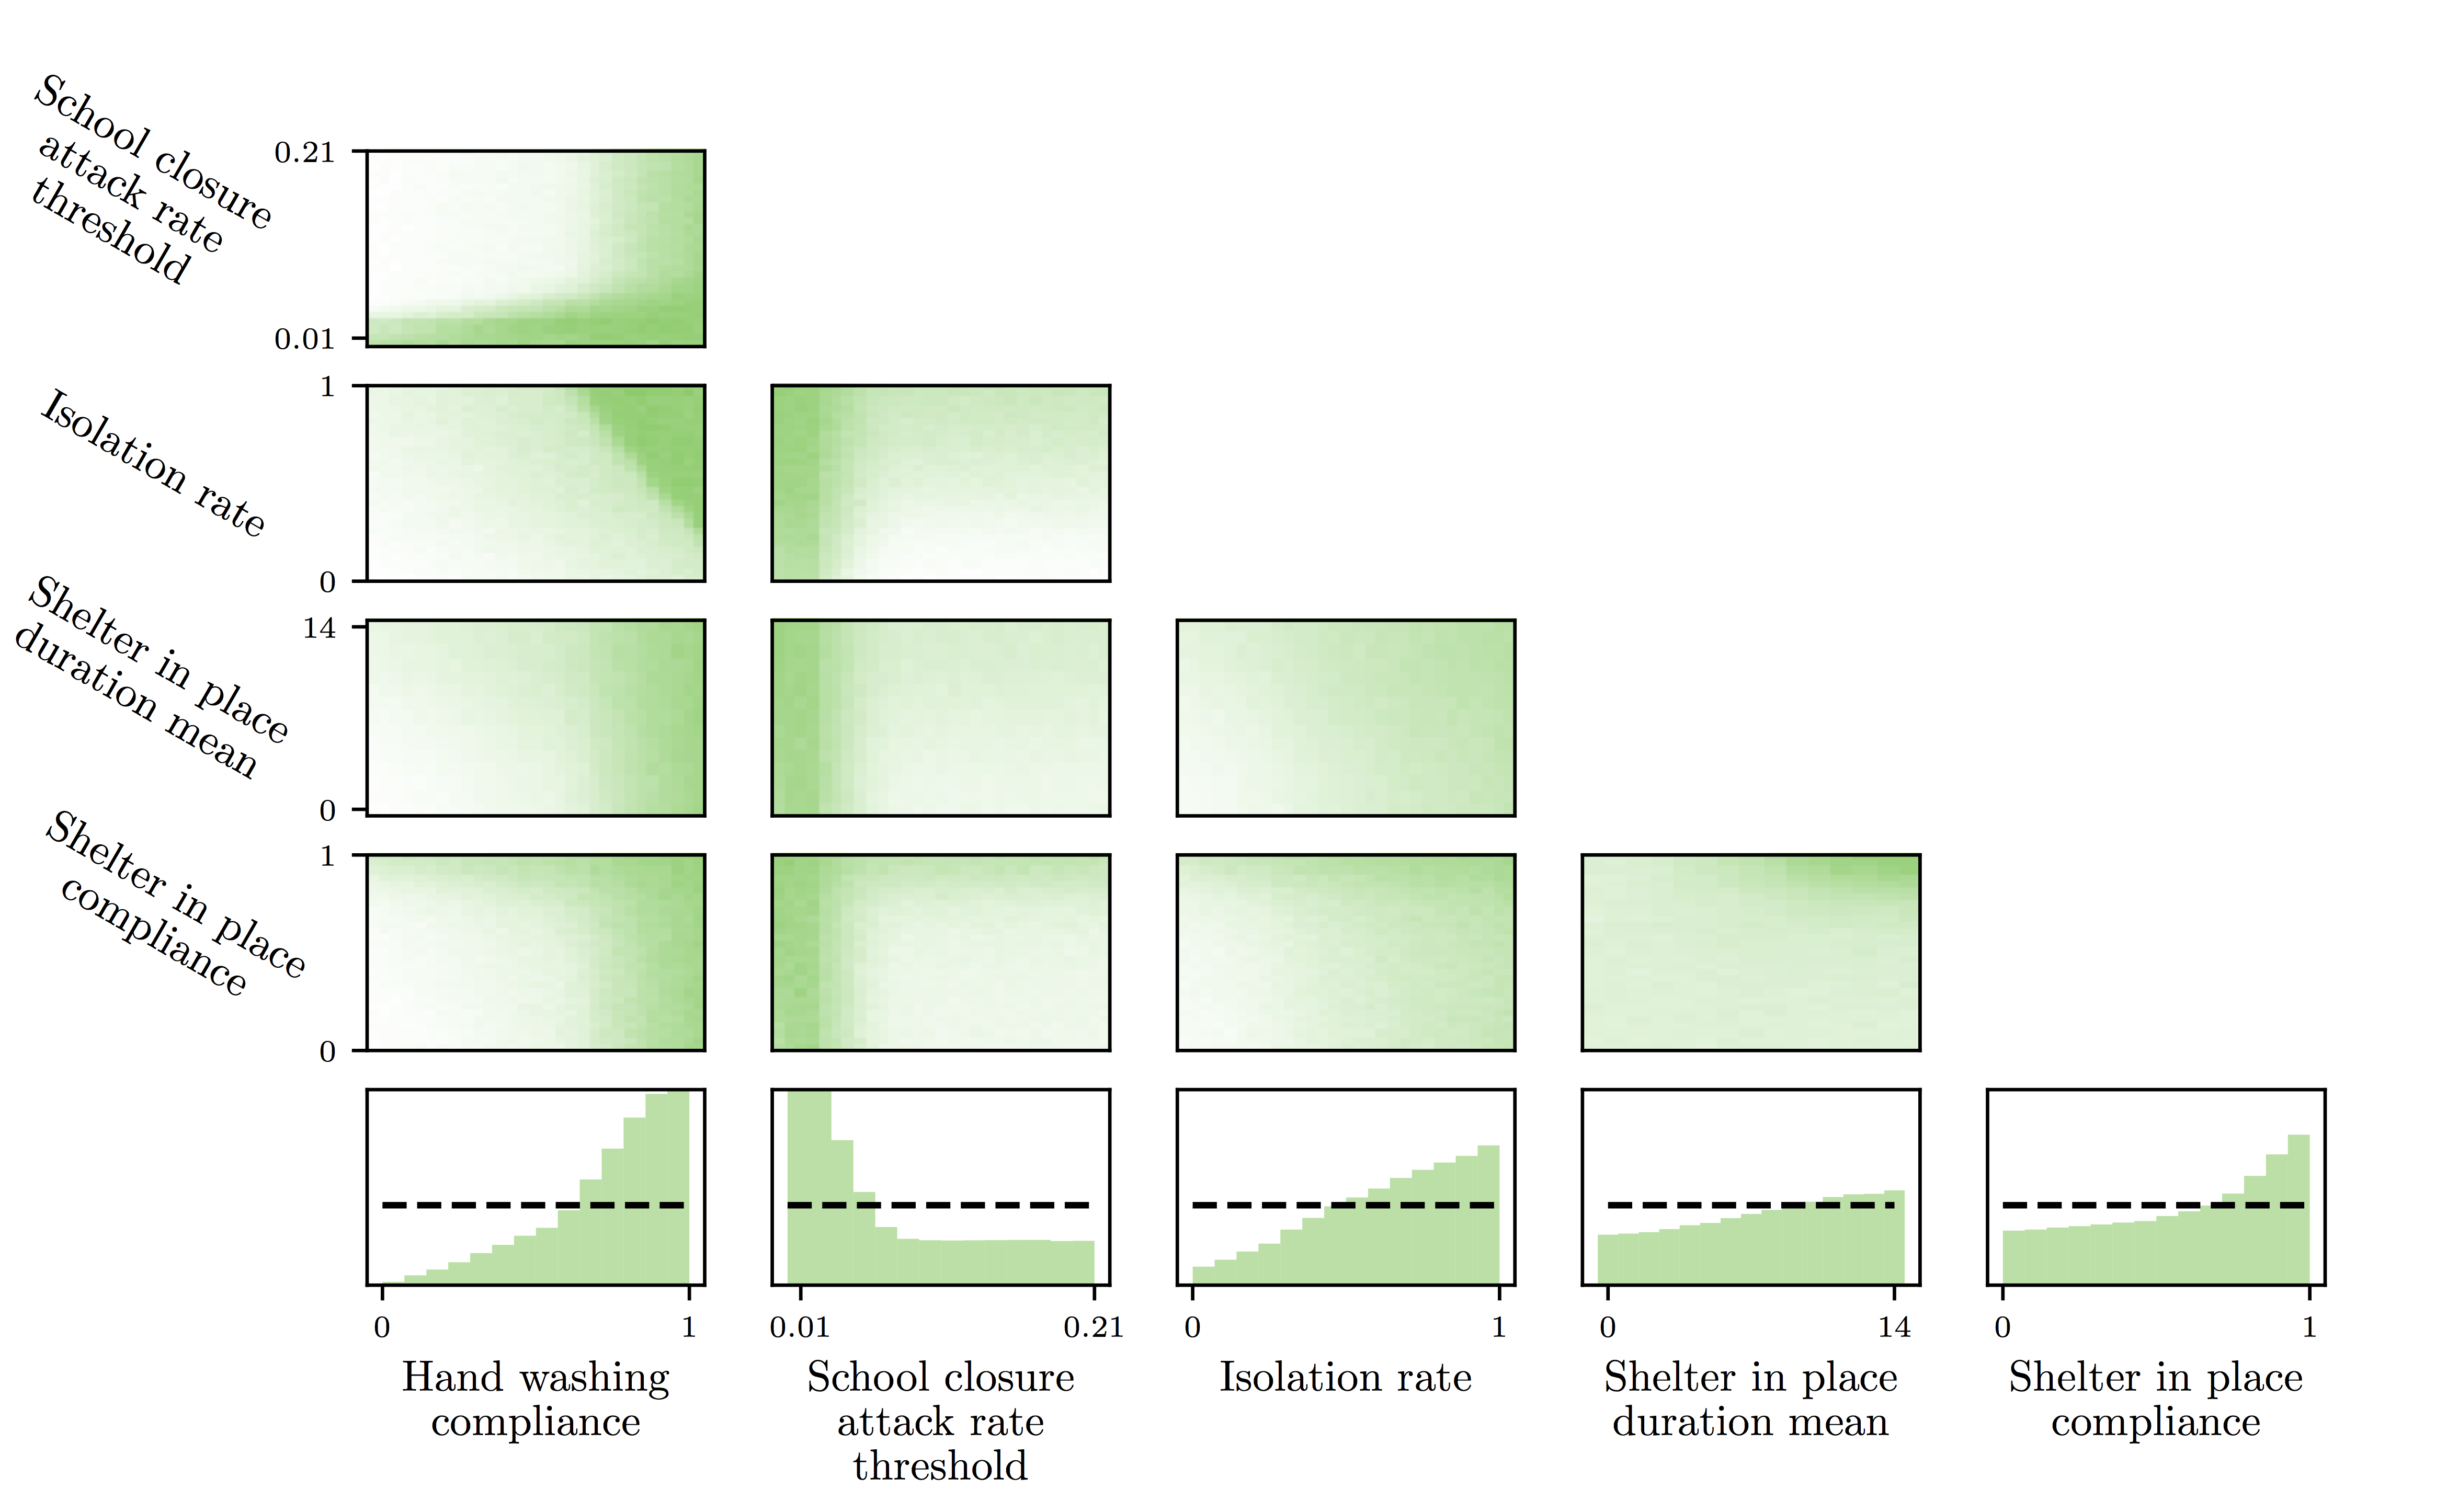 School closure
attack rate
threshold
0.21
0.01
Isolation rate
1
0
Shelter in place
duration mean
14
0
Shelter in place
compliance
1
0
0 1
0.01 0.21
0 1
0 14
0 1
Hand washing
compliance
School closure
attack rate
threshold
Isolation rate
Shelter in place
duration mean
Shelter in place
compliance